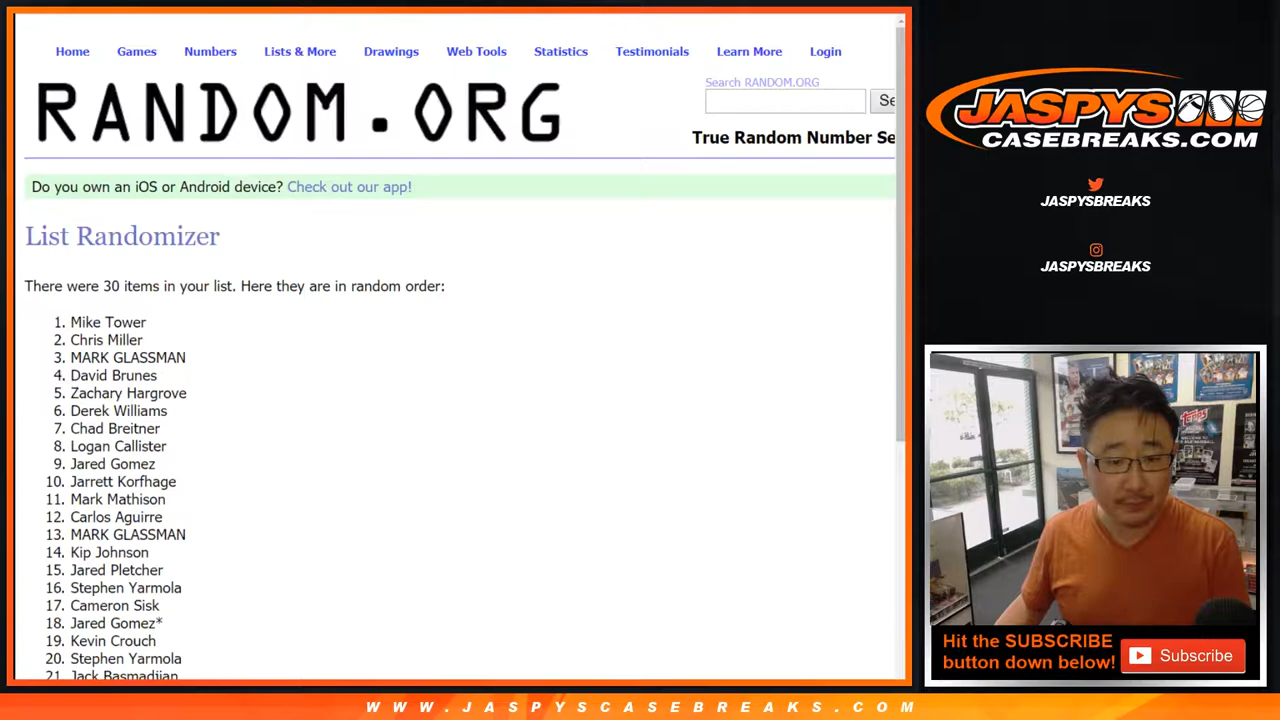 Home Games Numbers Lists & More Drawings Web Tools Statistics Testimonials Learn More Login
Search RANDOM.ORG
RANDOM.ORG
Se
True Random Number Se
Do you own an iOS or Android device? Check out our app!
List Randomizer
There were 30 items in your list. Here they are in random order:
1. Mike Tower
2. Chris Miller
3. MARK GLASSMAN
4. David Brunes
5. Zachary Hargrove
6. Derek Williams
7. Chad Breitner
8. Logan Callister
9. Jared Gomez
10. Jarrett Korfhage
11. Mark Mathison
12. Carlos Aguirre
13. MARK GLASSMAN
14. Kip Johnson
15. Jared Pletcher
16. Stephen Yarmola
17. Cameron Sisk
18. Jared Gomez*
19. Kevin Crouch
20. Stephen Yarmola
21. Jack Basmadjian
JASPYS
CASEBREAKS.COM
JASPYSBREAKS
JASPYSBREAKS
TOPPS
Hit the SUBSCRIBE
button down below!
Subscribe
WWW.JASPYSCASEBREAKS.COM